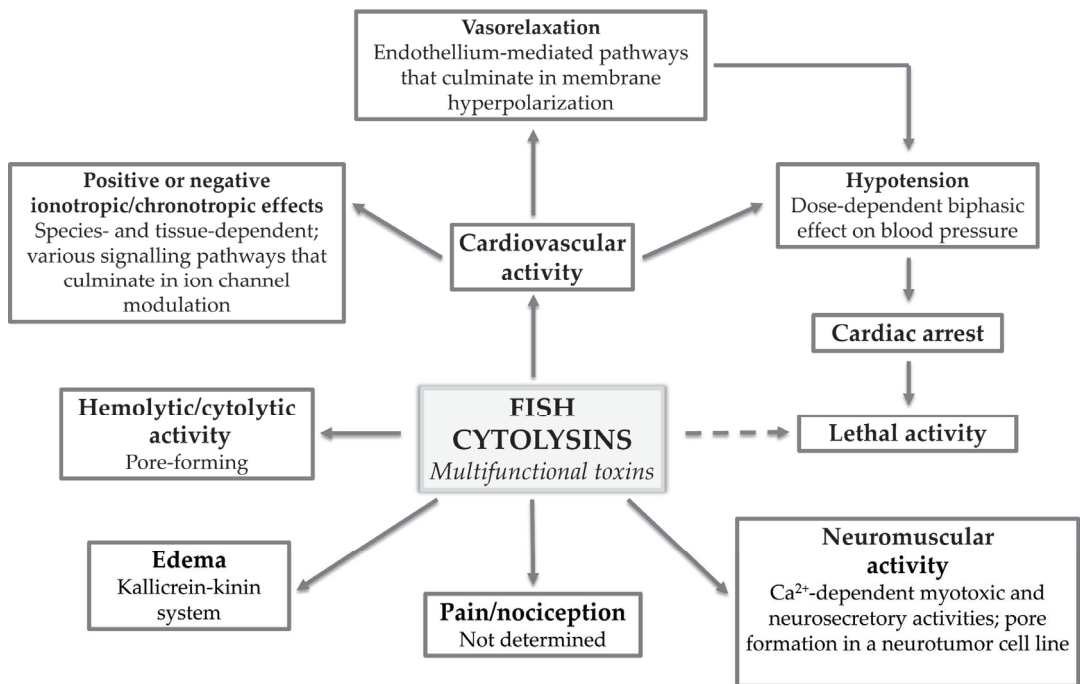 Vasorelaxation
Endothellium-mediated pathways
that culminate in membrane
hyperpolarization
Positive or negative
ionotropic/chronotropic effects
Species- and tissue-dependent;
various signalling pathways that
culminate in ion channel
modulation
Cardiovascular
activity
Hypotension
Dose-dependent biphasic
effect on blood pressure
Cardiac arrest
Hemolytic/cytolytic
activity
Pore-forming
FISH
CYTOLYSINS
Multifunctional toxins
Lethal activity
Edema
Kallicrein-kinin
system
Pain/nociception
Not determined
Neuromuscular
activity
Ca²⁺-dependent myotoxic and
neurosecretory activities; pore
formation in a neurotumor cell line